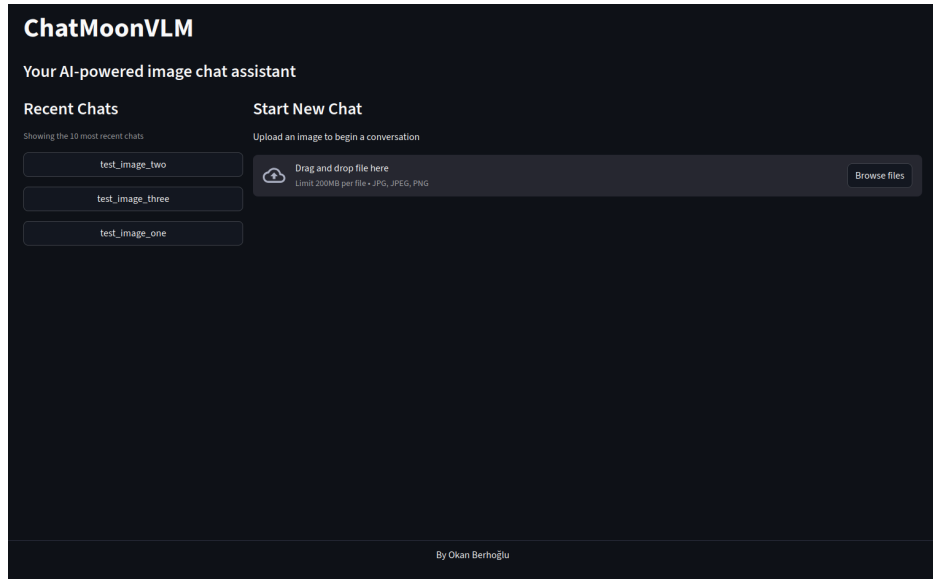 ChatMoonVLM
Your AI-powered image chat assistant
Recent Chats
Showing the 10 most recent chats
test_image_two
test_image_three
test_image_one
Start New Chat
Upload an image to begin a conversation
Drag and drop file here
Limit 200MB per file • JPG, JPEG, PNG
Browse files
By Okan Berhoğlu